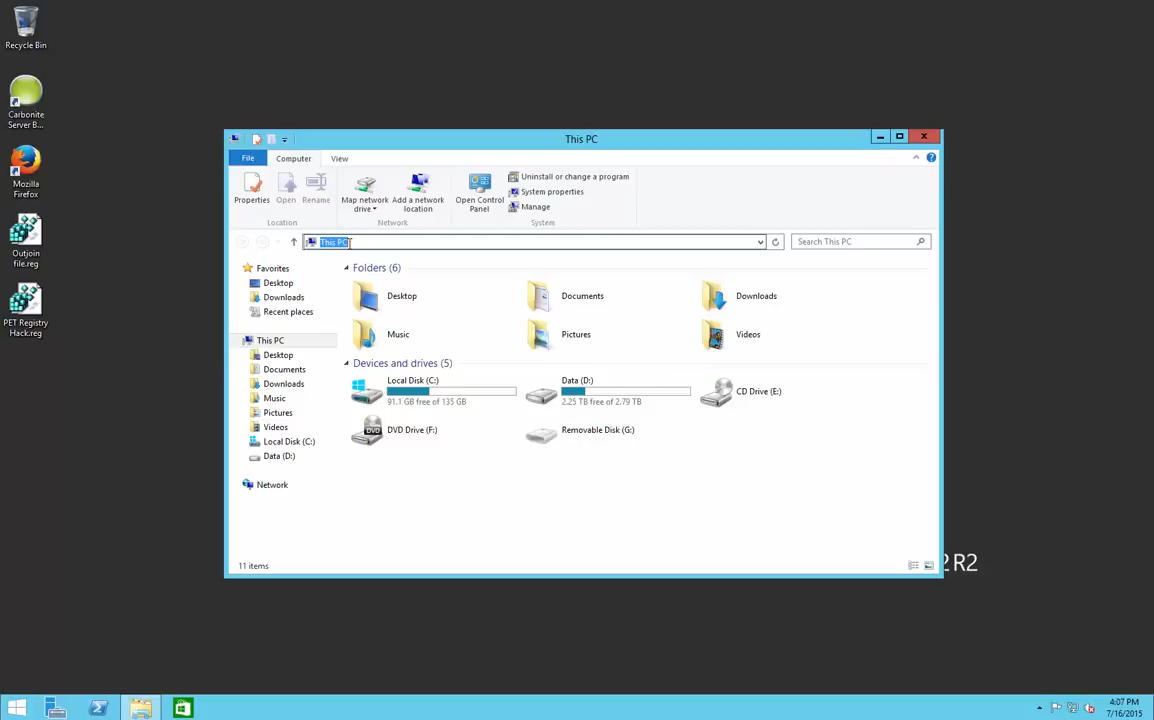 Recycle Bin
Carbonite
Server B...
Mozilla
Firefox
Outjoin
file.reg
PET Registry
Hack.reg
This PC
File
Computer
View
Properties
Open
Rename
Location
Map network
drive
Add a network
location
Network
Open Control
Panel
Uninstall or change a program
System properties
Manage
System
This PC
Search This PC
Favorites
Desktop
Downloads
Recent places
This PC
Desktop
Documents
Downloads
Music
Pictures
Videos
Local Disk (C:)
Data (D:)
Network
Folders (6)
Desktop
Documents
Downloads
Music
Pictures
Videos
Devices and drives (5)
Local Disk (C:)
91.1 GB free of 135 GB
Data (D:)
2.25 TB free of 2.79 TB
CD Drive (E:)
DVD
DVD Drive (F:)
Removable Disk (G:)
11 items
2 R2
4:07 PM
7/16/2015